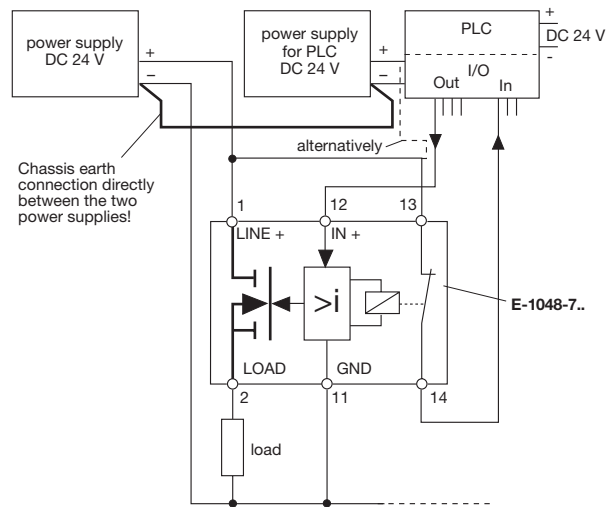 power supply
DC 24 V
+
–
power supply
for PLC
DC 24 V
+
–
PLC
I/O
Out
In
+
DC 24 V
-
alternatively
Chassis earth
connection directly
between the two
power supplies!
1
12
13
LINE +
IN +
>i
E-1048-7..
LOAD
GND
2
11
14
load